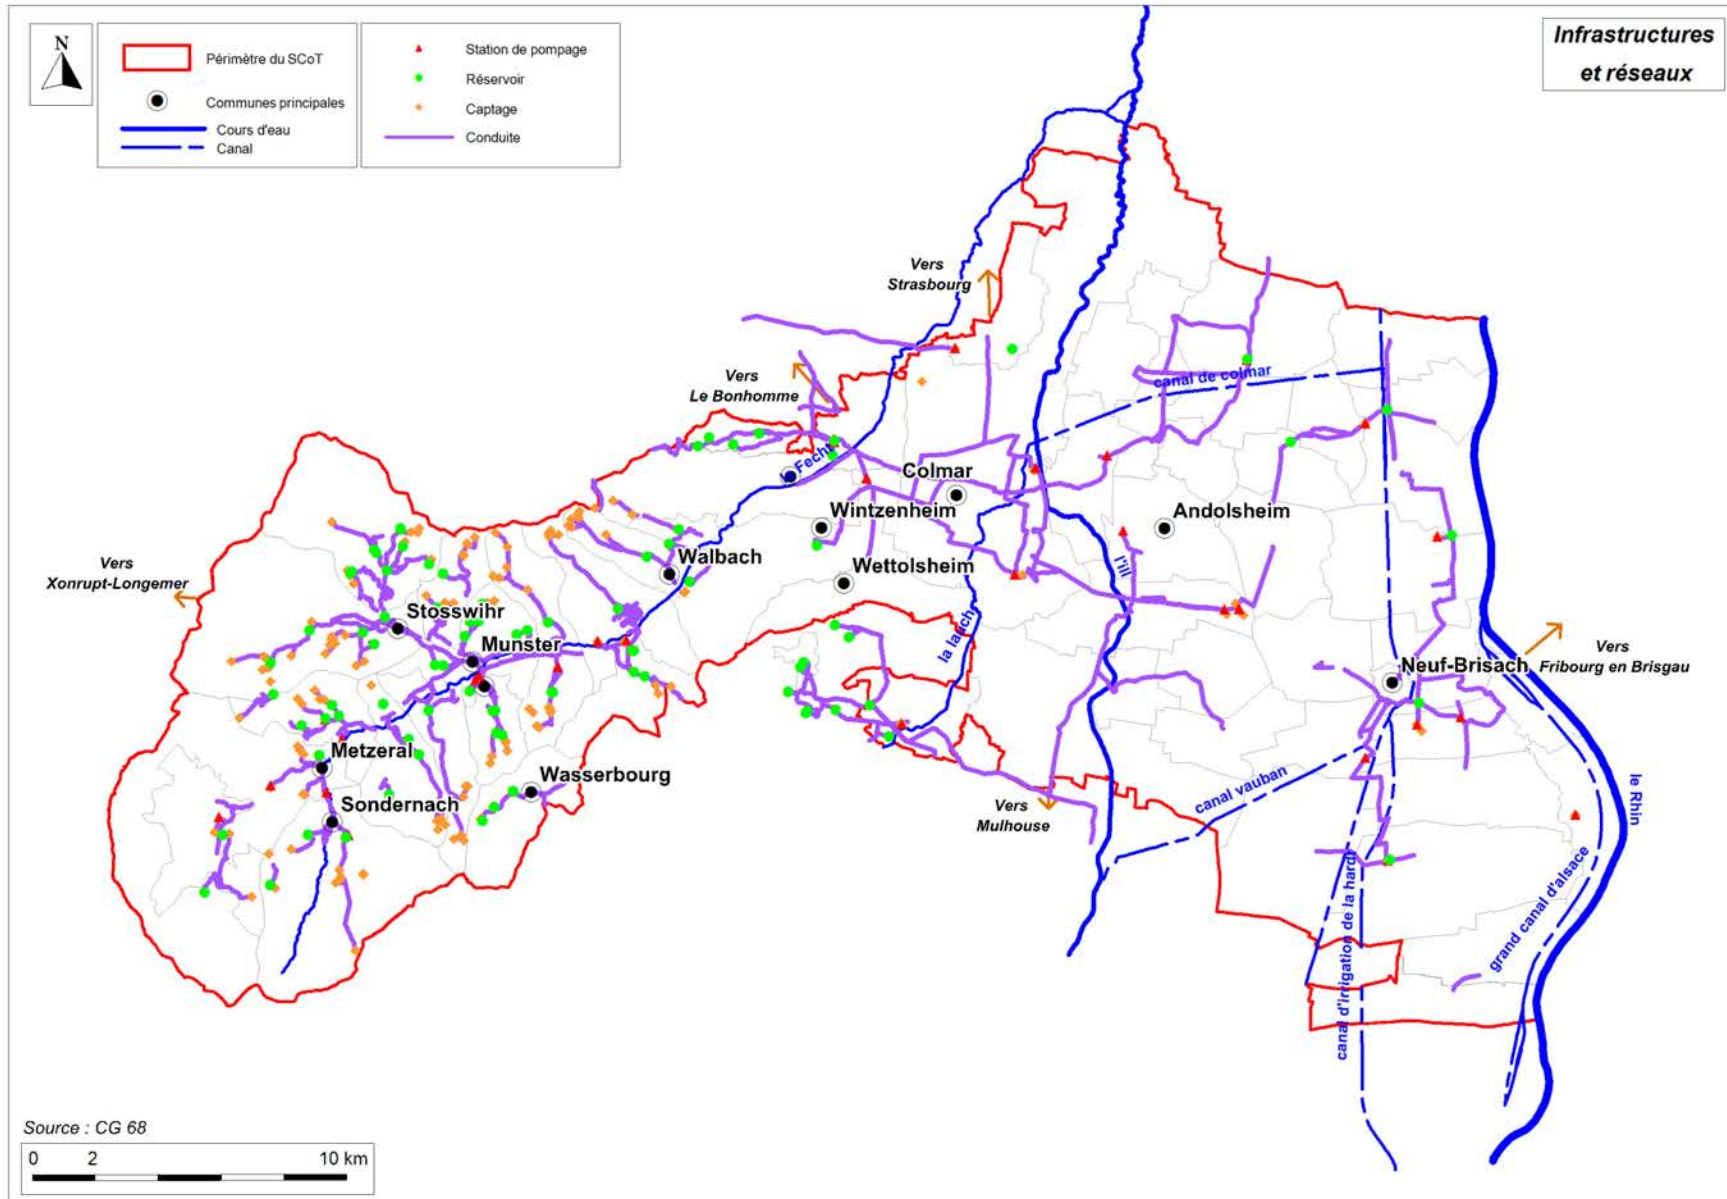 Infrastructures
et réseaux
N
Périmètre du SCoT
Communes principales
Cours d'eau
Canal
Station de pompage
Réservoir
Captage
Conduite
Vers
Strasbourg
Vers
Le Bonhomme
canal de colmar
la Fecht
Colmar
Wintzenheim
Andolsheim
Walbach
Wettolsheim
l'ill
Vers
Xonrupt-Longemer
Stosswihr
la lauch
Munster
Neuf-Brisach
Vers
Fribourg en Brisgau
Metzeral
Wasserbourg
Sondernach
canal vauban
Vers
Mulhouse
le Rhin
canal d'irrigation de la hardt
grand canal d'alsace
Source : CG 68
0 2 10 km